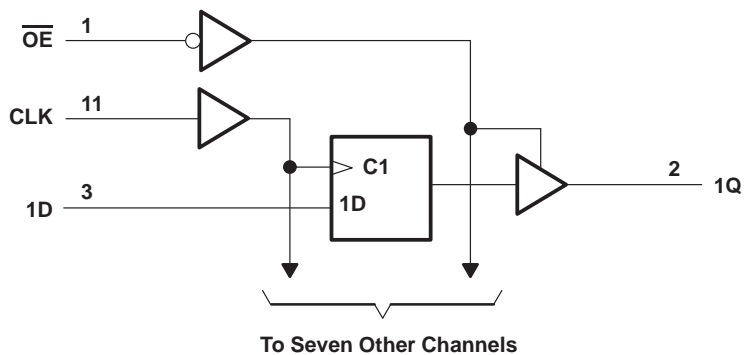 OE 1
CLK 11
C1
1D 3
1D
2 1Q
To Seven Other Channels